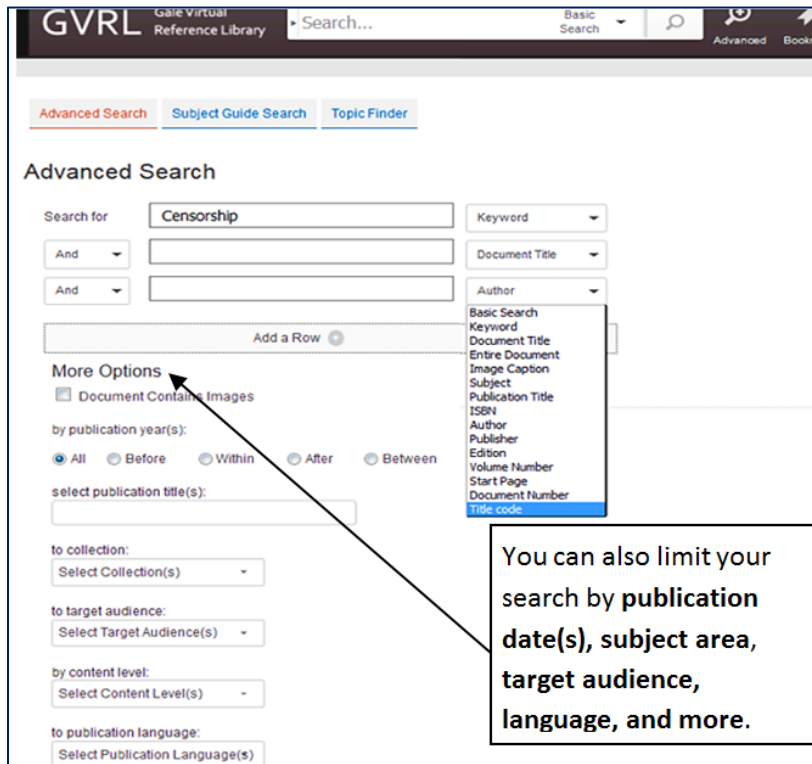 GVRL Gale Virtual Reference Library Search... Basic Search
Advanced
Advanced Search Subject Guide Search Topic Finder
Advanced Search
Search for Censorship Keyword
And Document Title
And Author
Basic Search
Keyword
Document Title
Entire Document
Image Caption
Subject
Publication Title
ISBN
Author
Publisher
Edition
Volume Number
Start Page
Document Number
Title code
Add a Row
More Options
Document Contains Images
by publication year(s):
All Before Within After Between
select publication title(s):
to collection:
Select Collection(s)
to target audience:
Select Target Audience(s)
by content level:
Select Content Level(s)
to publication language:
Select Publication Language(s)
You can also limit your
search by publication
date(s), subject area,
target audience,
language, and more.